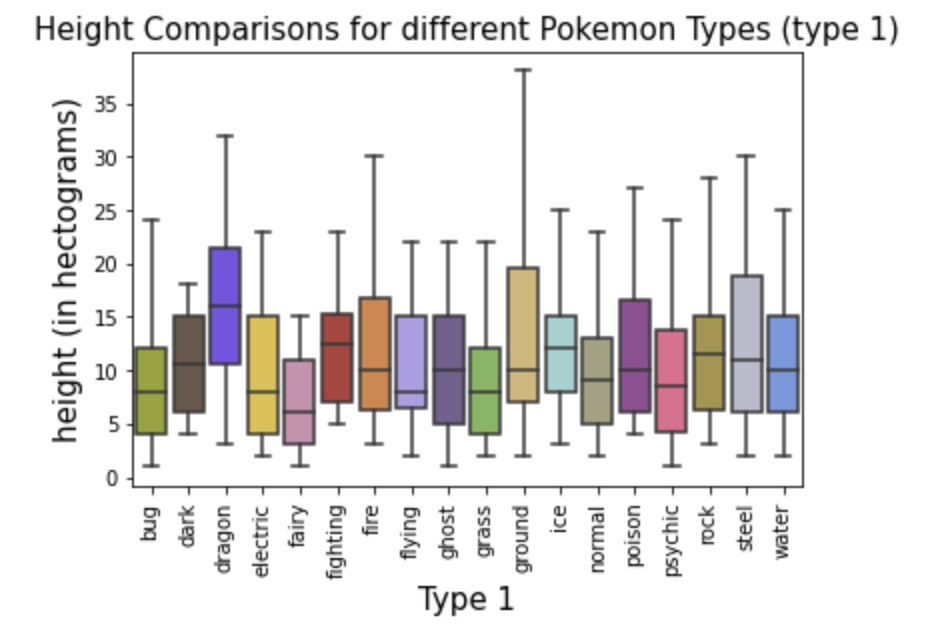 Height Comparisons for different Pokemon Types (type 1)
height (in hectograms)
35
30
25
20
15
10
5
0
bug
dark
dragon
electric
fairy
fighting
fire
flying
ghost
grass
ground
ice
normal
poison
psychic
rock
steel
water
Type 1